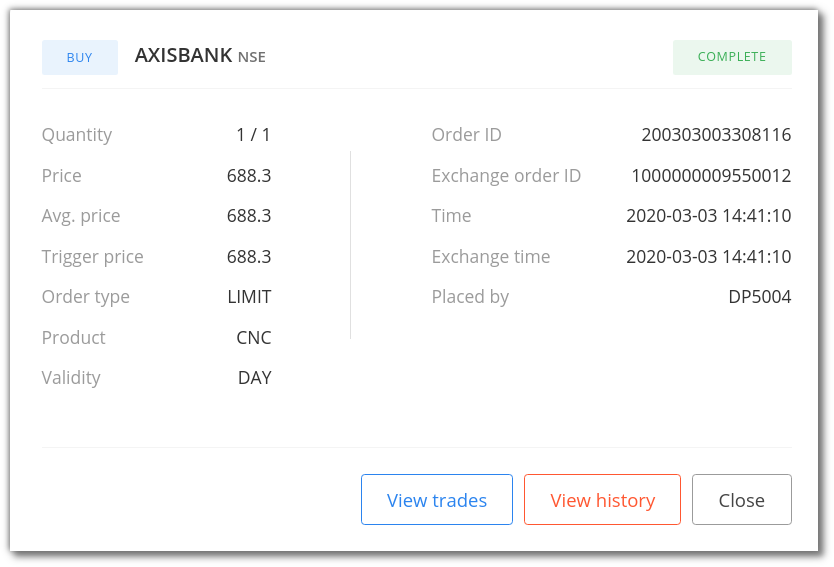 BUY AXISBANK NSE COMPLETE
Quantity 1 / 1
Price 688.3
Avg. price 688.3
Trigger price 688.3
Order type LIMIT
Product CNC
Validity DAY
Order ID 200303003308116
Exchange order ID 1000000009550012
Time 2020-03-03 14:41:10
Exchange time 2020-03-03 14:41:10
Placed by DP5004
View trades View history Close